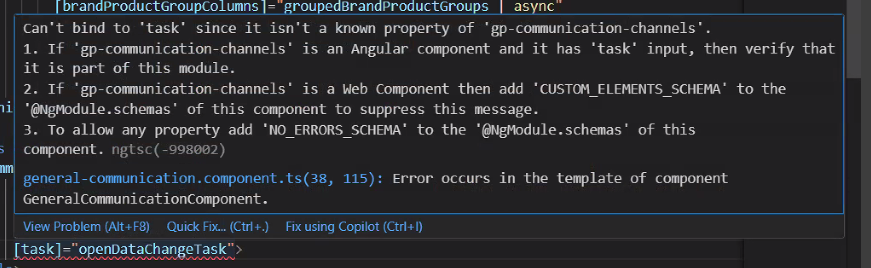 [brandProductGroupColumns]="groupedBrandProductGroups | async"
Can't bind to 'task' since it isn't a known property of 'gp-communication-channels'.
1. If 'gp-communication-channels' is an Angular component and it has 'task' input, then verify that
it is part of this module.
2. If 'gp-communication-channels' is a Web Component then add 'CUSTOM_ELEMENTS_SCHEMA' to the
'@NgModule.schemas' of this component to suppress this message.
3. To allow any property add 'NO_ERRORS_SCHEMA' to the '@NgModule.schemas' of this
component. ngtsc(-998002)
general-communication.component.ts(38, 115): Error occurs in the template of component
GeneralCommunicationComponent.
View Problem (Alt+F8) Quick Fix... (Ctrl+.) Fix using Copilot (Ctrl+I)
[task]="openDataChangeTask">